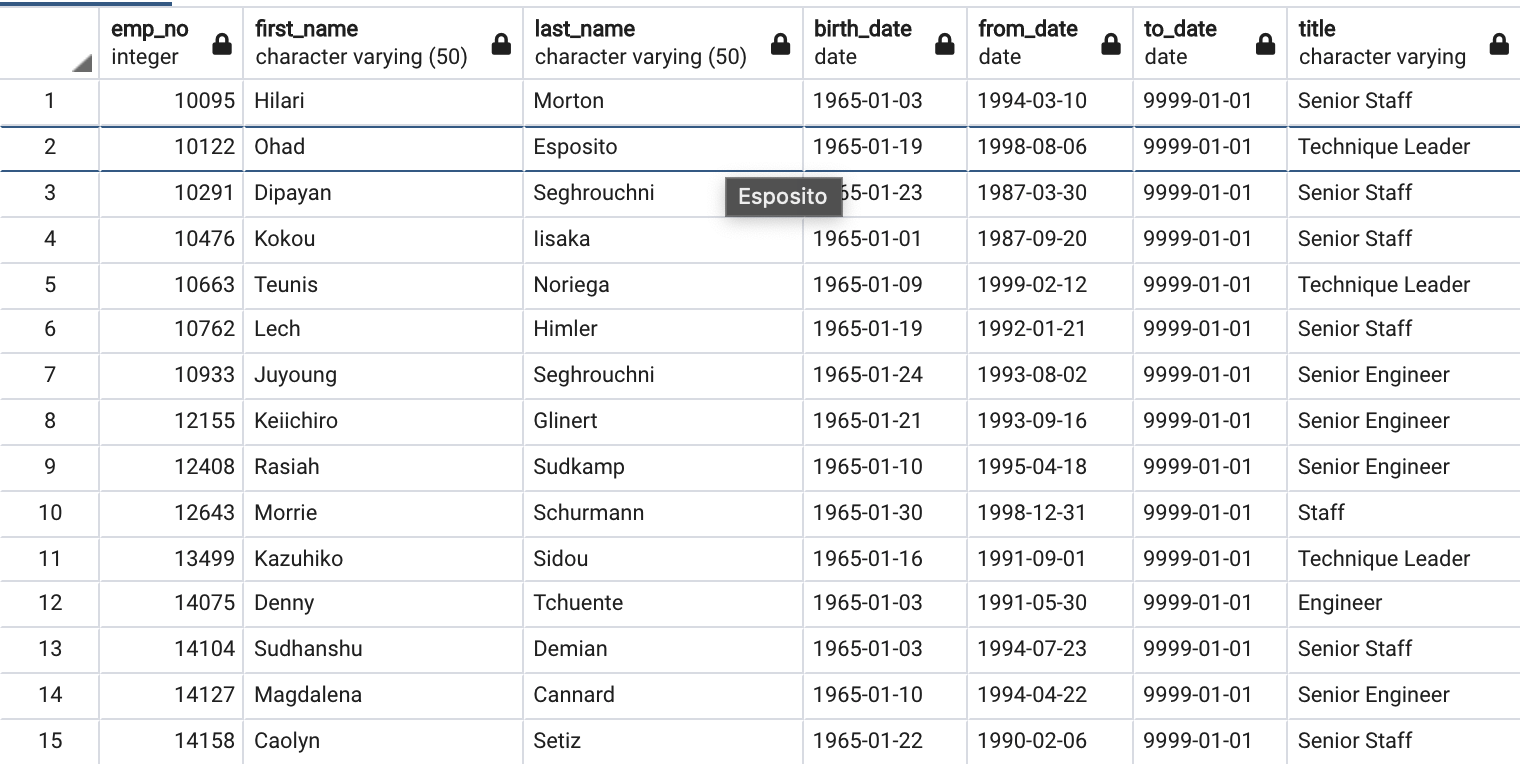 emp_no first_name last_name birth_date from_date to_date title
integer character varying (50) character varying (50) date date date character varying
1 10095 Hilari Morton 1965-01-03 1994-03-10 9999-01-01 Senior Staff
2 10122 Ohad Esposito 1965-01-19 1998-08-06 9999-01-01 Technique Leader
3 10291 Dipayan Seghrouchni Esposito 65-01-23 1987-03-30 9999-01-01 Senior Staff
4 10476 Kokou Iisaka 1965-01-01 1987-09-20 9999-01-01 Senior Staff
5 10663 Teunis Noriega 1965-01-09 1999-02-12 9999-01-01 Technique Leader
6 10762 Lech Himler 1965-01-19 1992-01-21 9999-01-01 Senior Staff
7 10933 Juyoung Seghrouchni 1965-01-24 1993-08-02 9999-01-01 Senior Engineer
8 12155 Keiichiro Glinert 1965-01-21 1993-09-16 9999-01-01 Senior Engineer
9 12408 Rasiah Sudkamp 1965-01-10 1995-04-18 9999-01-01 Senior Engineer
10 12643 Morrie Schurmann 1965-01-30 1998-12-31 9999-01-01 Staff
11 13499 Kazuhiko Sidou 1965-01-16 1991-09-01 9999-01-01 Technique Leader
12 14075 Denny Tchuente 1965-01-03 1991-05-30 9999-01-01 Engineer
13 14104 Sudhanshu Demian 1965-01-03 1994-07-23 9999-01-01 Senior Staff
14 14127 Magdalena Cannard 1965-01-10 1994-04-22 9999-01-01 Senior Engineer
15 14158 Caolyn Setiz 1965-01-22 1990-02-06 9999-01-01 Senior Staff